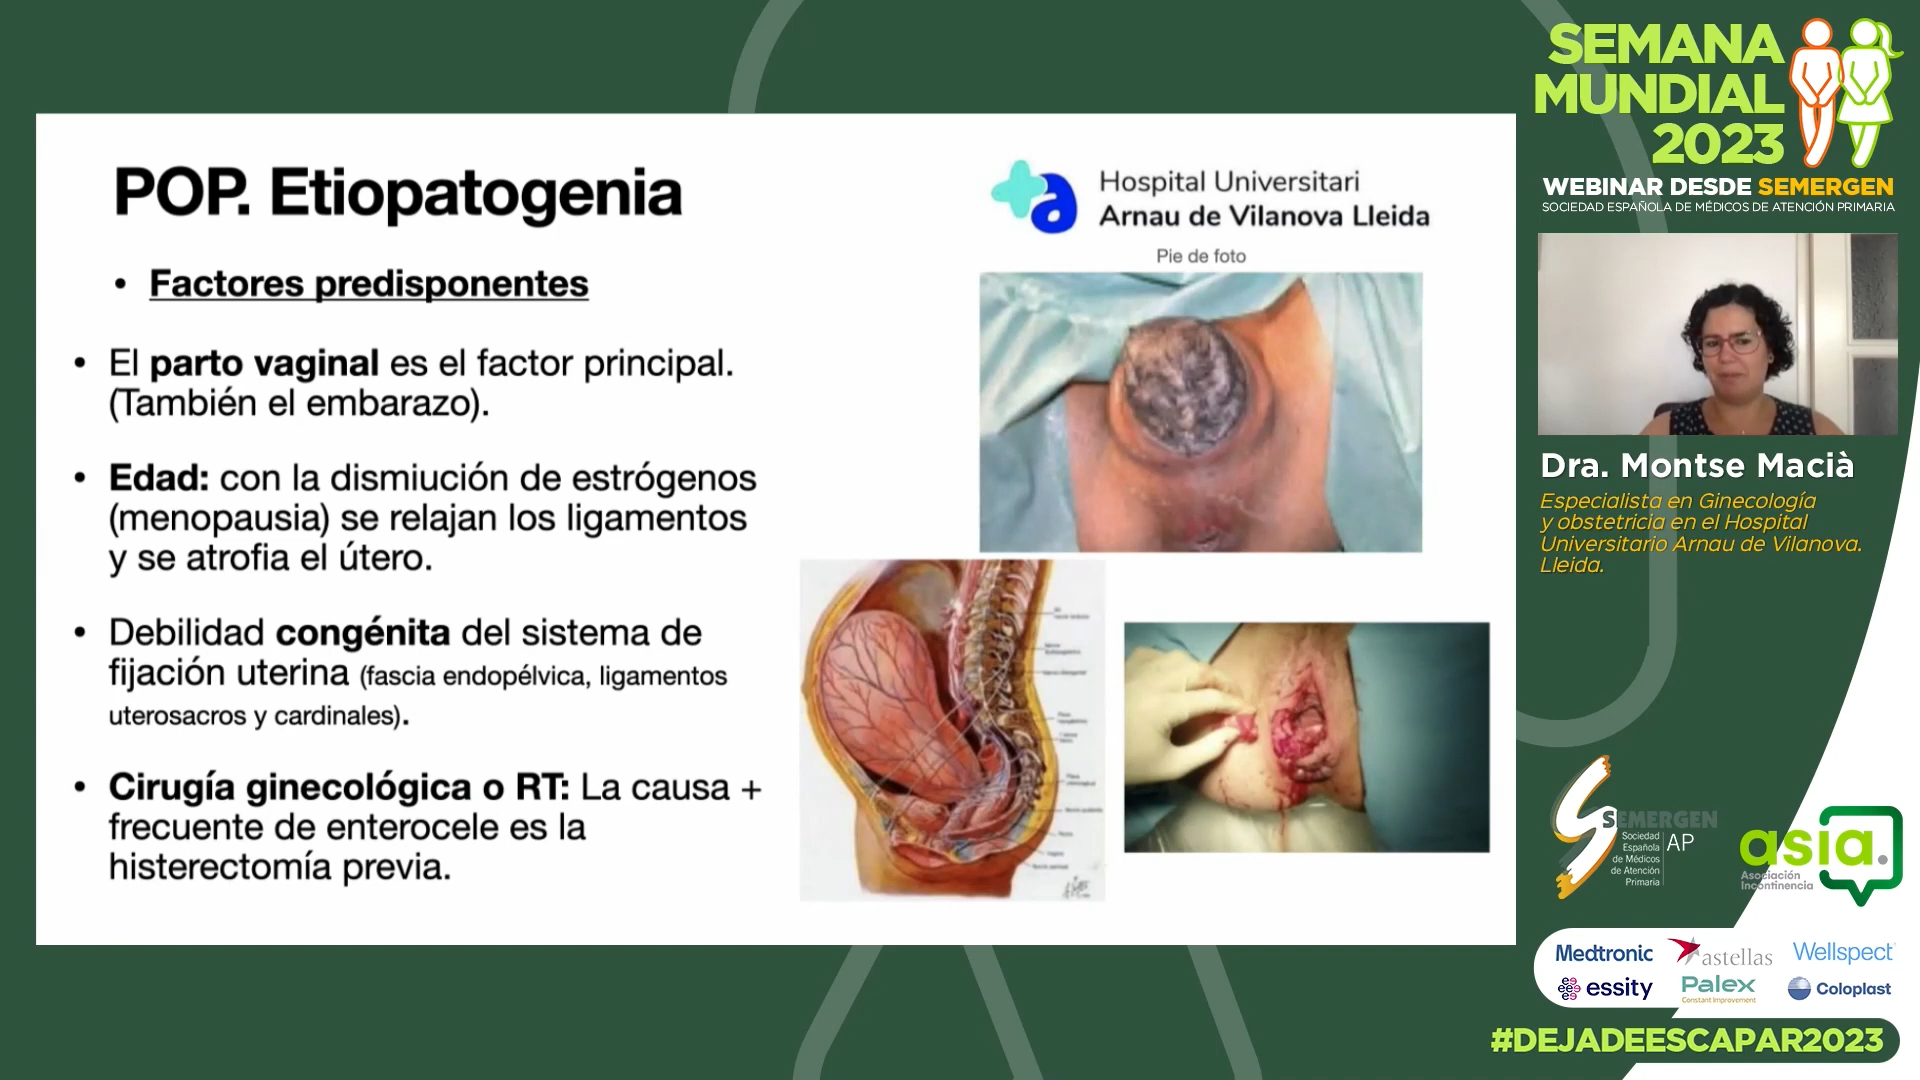 POP. Etiopatogenia
Hospital Universitari
Arnau de Vilanova Lleida
Pie de foto
• Factores predisponentes
• El parto vaginal es el factor principal.
(También el embarazo).
• Edad: con la dismiución de estrógenos
(menopausia) se relajan los ligamentos
y se atrofia el útero.
• Debilidad congénita del sistema de
fijación uterina (fascia endopélvica, ligamentos
uterosacros y cardinales).
• Cirugía ginecológica o RT: La causa +
frecuente de enterocele es la
histerectomía previa.
SEMANA
MUNDIAL
2023
WEBINAR DESDE SEMERGEN
SOCIEDAD ESPAÑOLA DE MÉDICOS DE ATENCIÓN PRIMARIA
Dra. Montse Macià
Especialista en Ginecología
y obstetricia en el Hospital
Universitario Arnau de Vilanova.
Lleida.
SEMERGEN
Sociedad
Española
de Médicos
de Atención
Primaria
AP
asia.
Asociación
Incontinencia
Medtronic
astellas
Wellspect
essity
Palex
Constant Improvement
Coloplast
#DEJADEESCAPAR2023